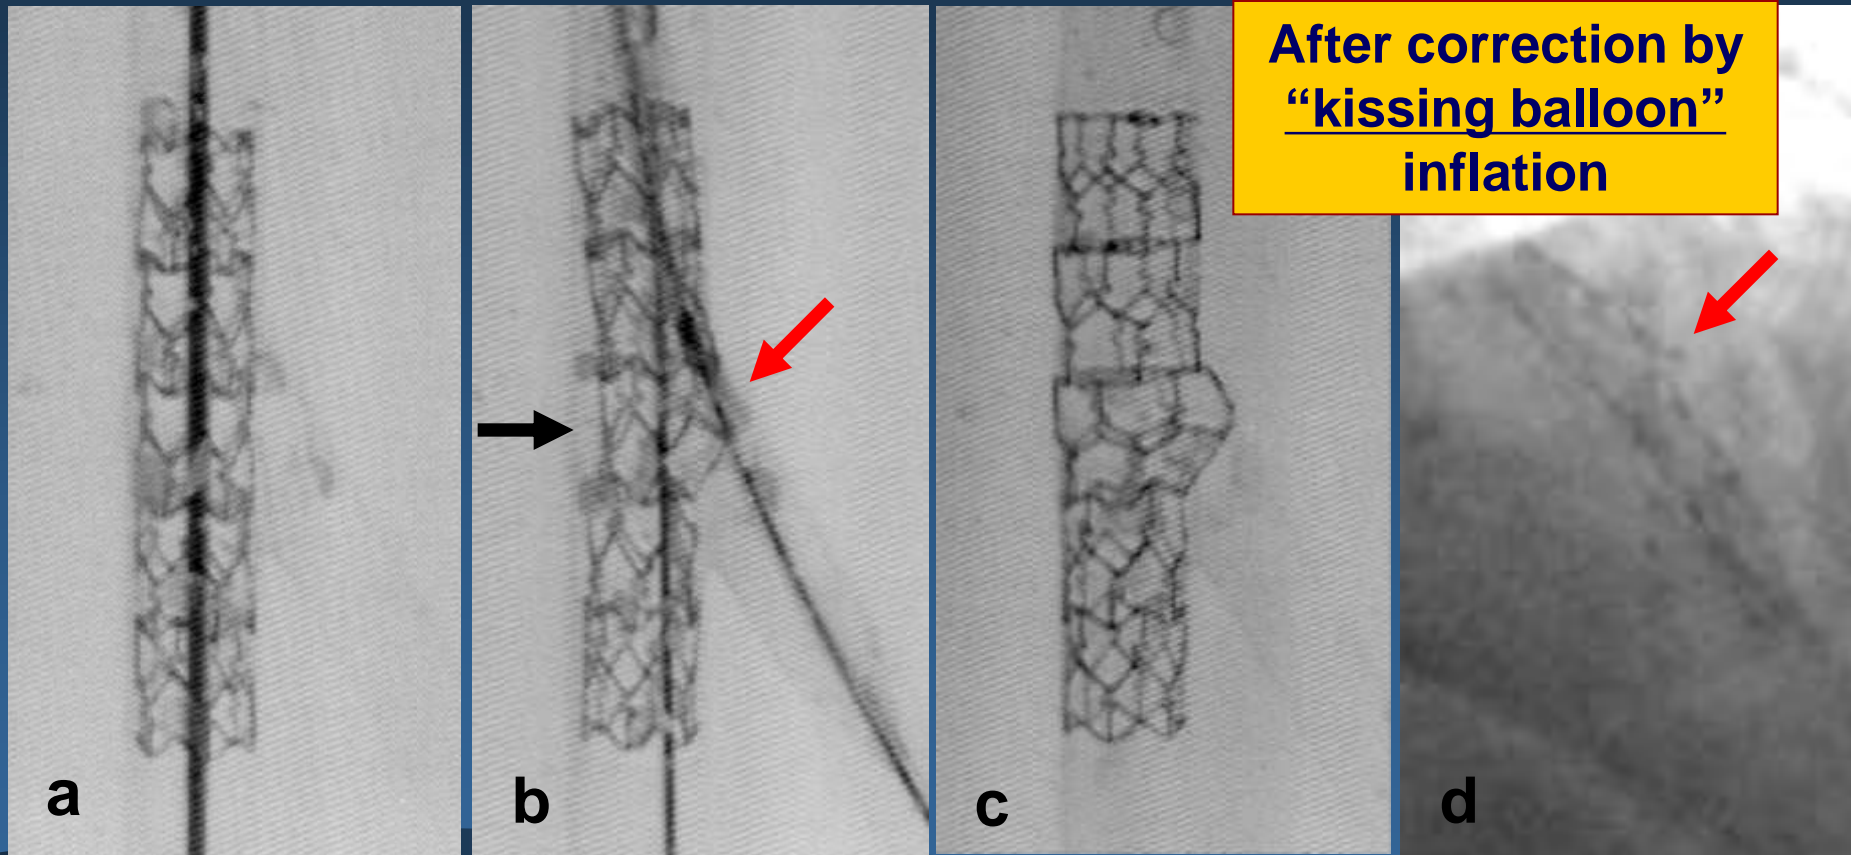 After correction by
“kissing balloon”
inflation
a
b
c
d